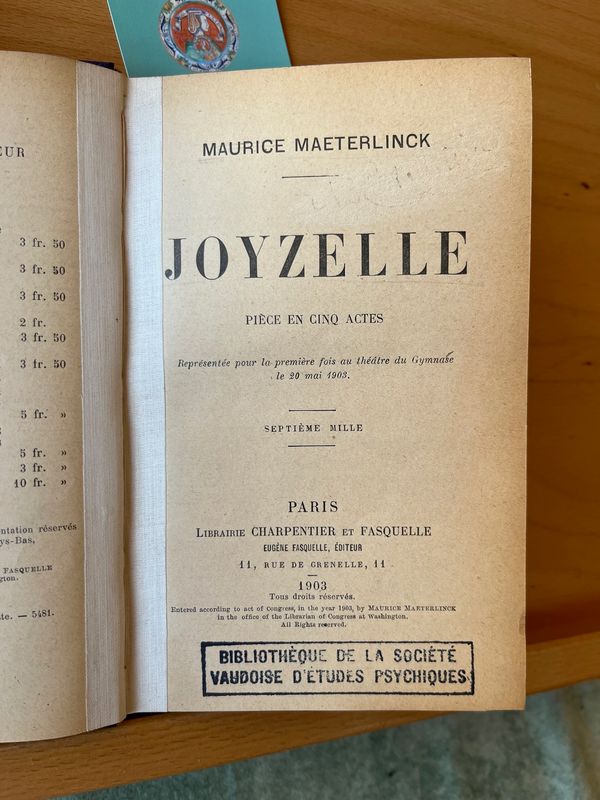 EUR
3 fr. 50
3 fr. 50
3 fr. 50
2 fr.
3 fr. 50
3 fr. 50
5 fr. »
5 fr. »
3 fr. »
10 fr. »
ntation réservés
ys-Bas,
FASQUELLE
ngton.
te. — 5481.
MAURICE MAETERLINCK
JOYZELLE
PIÈCE EN CINQ ACTES
Représentée pour la première fois au théâtre du Gymnase
le 20 mai 1903.
SEPTIÈME MILLE
PARIS
LIBRAIRIE CHARPENTIER ET FASQUELLE
EUGÈNE FASQUELLE, ÉDITEUR
11, RUE DE GRENELLE, 11
1903
Tous droits réservés.
Entered according to act of Congress, in the year 1903, by MAURICE MAETERLINCK
in the office of the Librarian of Congress at Washington.
All Rights reserved.
BIBLIOTHÈQUE DE LA SOCIÉTÉ
VAUDOISE D'ÉTUDES PSYCHIQUES